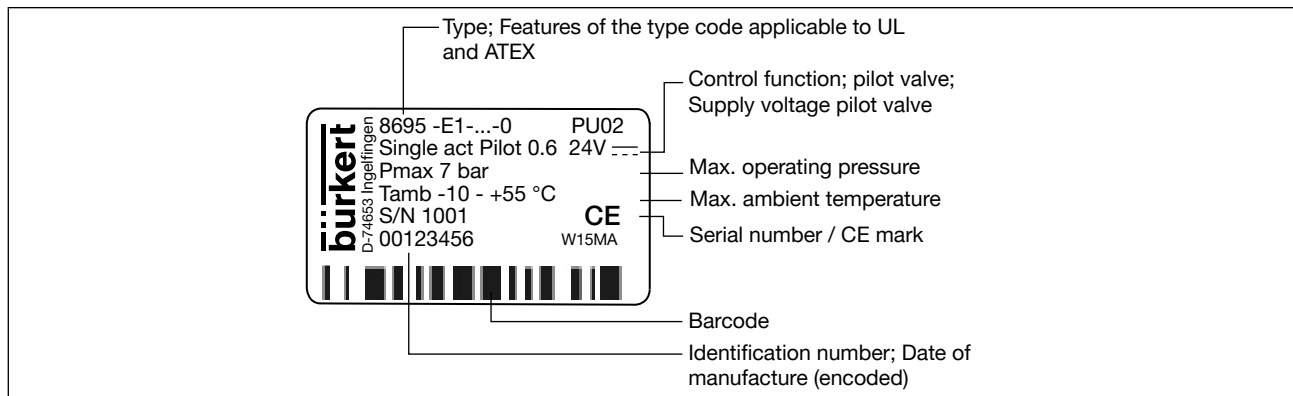 Type; Features of the type code applicable to UL
and ATEX
Control function; pilot valve;
Supply voltage pilot valve
bürkert
D-74653 Ingelfingen
8695 -E1-...-0 PU02
Single act Pilot 0.6 24V
Pmax 7 bar
Tamb -10 - +55 °C
S/N 1001 CE
00123456 W15MA
Max. operating pressure
Max. ambient temperature
Serial number / CE mark
Barcode
Identification number; Date of
manufacture (encoded)